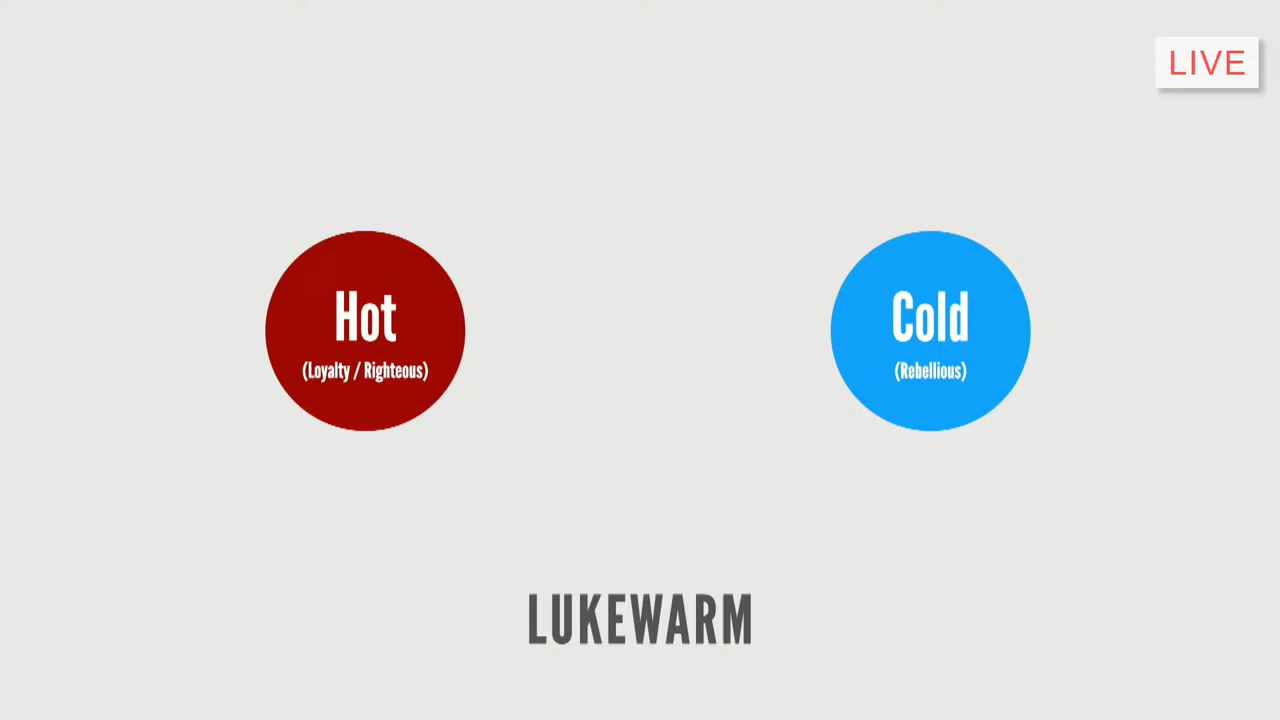 LIVE
Hot
(Loyalty / Righteous)
Cold
(Rebellious)
LUKEWARM